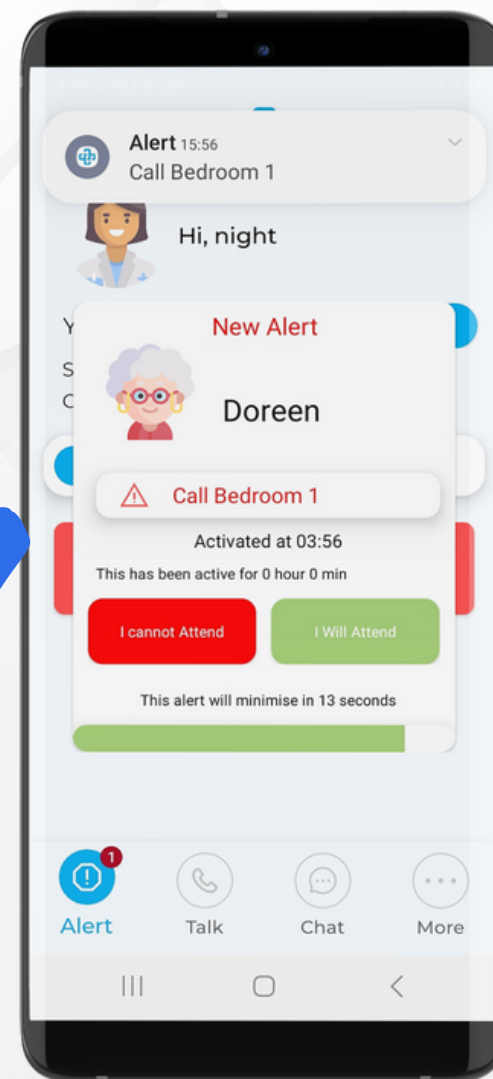 Alert 15:56
Call Bedroom 1
Hi, night
Y
New Alert
S
C
Doreen
Call Bedroom 1
Activated at 03:56
This has been active for 0 hour 0 min
I cannot Attend
I Will Attend
This alert will minimise in 13 seconds
1
Alert
Talk
Chat
More